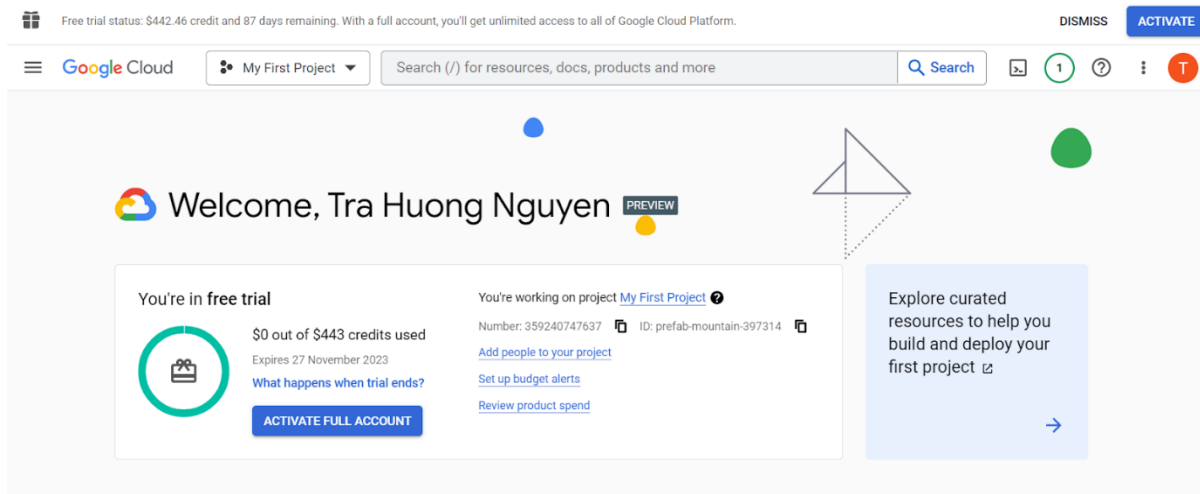 Free trial status: $442.46 credit and 87 days remaining. With a full account, you'll get unlimited access to all of Google Cloud Platform.
DISMISS
ACTIVATE
Google Cloud
My First Project
Search (/) for resources, docs, products and more
Search
1
T
Welcome, Tra Huong Nguyen
PREVIEW
You're in free trial
$0 out of $443 credits used
Expires 27 November 2023
What happens when trial ends?
ACTIVATE FULL ACCOUNT
You're working on project My First Project
Number: 359240747637
ID: prefab-mountain-397314
Add people to your project
Set up budget alerts
Review product spend
Explore curated
resources to help you
build and deploy your
first project